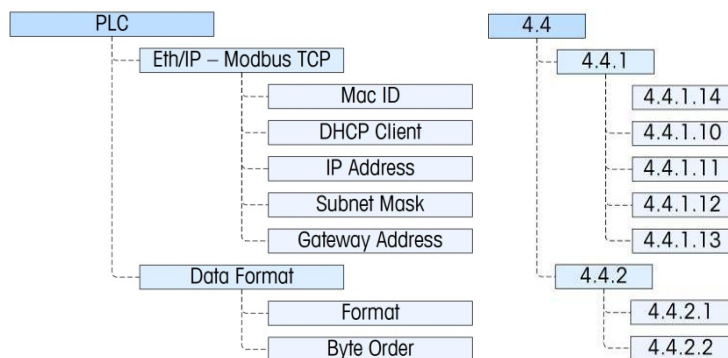 PLC 4.4
Eth/IP – Modbus TCP 4.4.1
Mac ID 4.4.1.14
DHCP Client 4.4.1.10
IP Address 4.4.1.11
Subnet Mask 4.4.1.12
Gateway Address 4.4.1.13
Data Format 4.4.2
Format 4.4.2.1
Byte Order 4.4.2.2